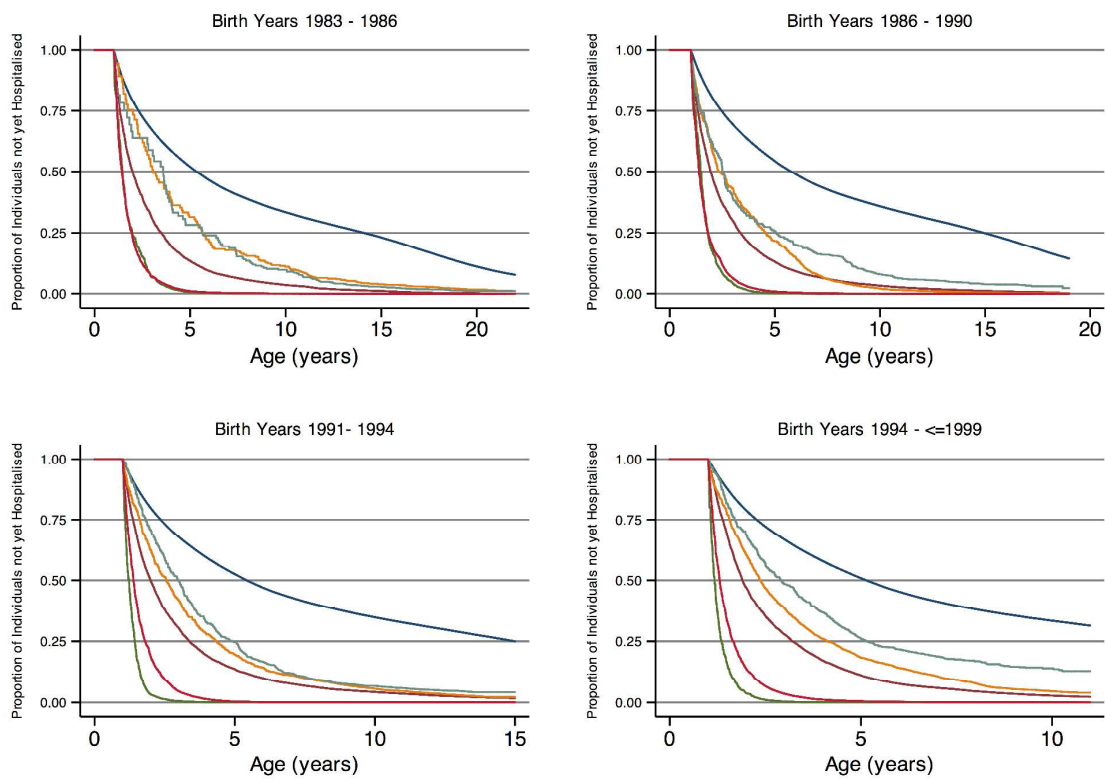 Birth Years 1983 - 1986
Proportion of Individuals not yet Hospitalised
1.00
0.75
0.50
0.25
0.00
0 5 10 15 20
Age (years)
Birth Years 1986 - 1990
Proportion of Individuals not yet Hospitalised
1.00
0.75
0.50
0.25
0.00
0 5 10 15 20
Age (years)
Birth Years 1991- 1994
Proportion of Individuals not yet Hospitalised
1.00
0.75
0.50
0.25
0.00
0 5 10 15
Age (years)
Birth Years 1994 - <=1999
Proportion of Individuals not yet Hospitalised
1.00
0.75
0.50
0.25
0.00
0 5 10
Age (years)